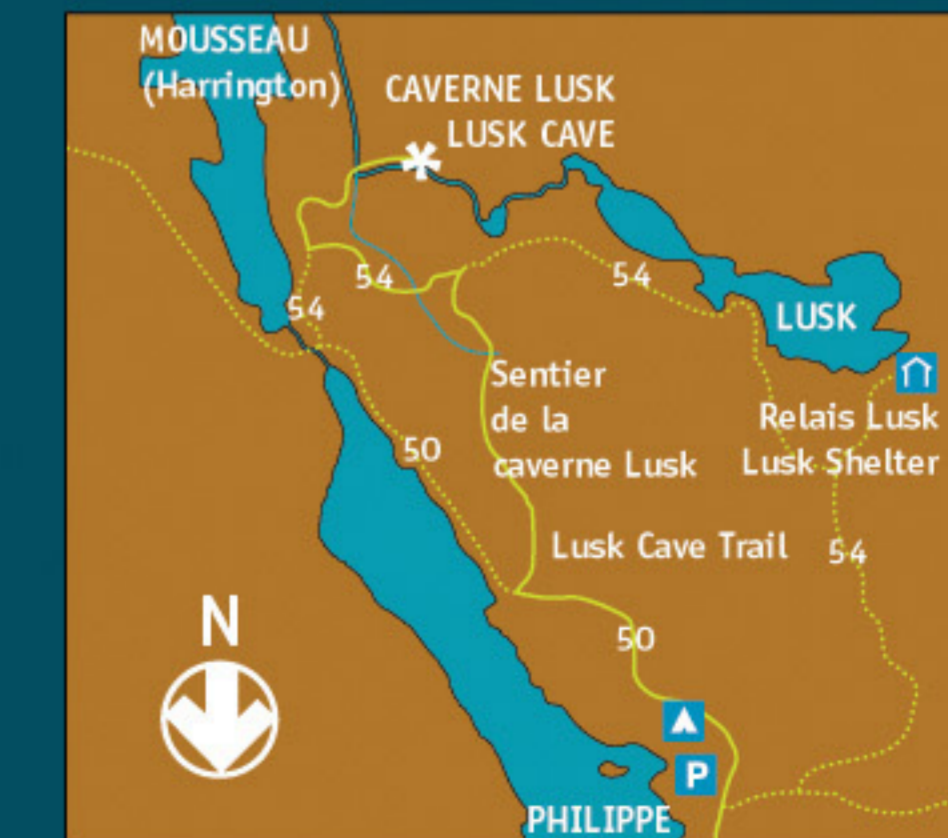 MOUSSEAU
(Harrington)
CAVERNE LUSK
LUSK CAVE
54
54
54
LUSK
Sentier
de la
caverne Lusk
Relais Lusk
Lusk Shelter
50
Lusk Cave Trail
54
N
50
P
PHILIPPE